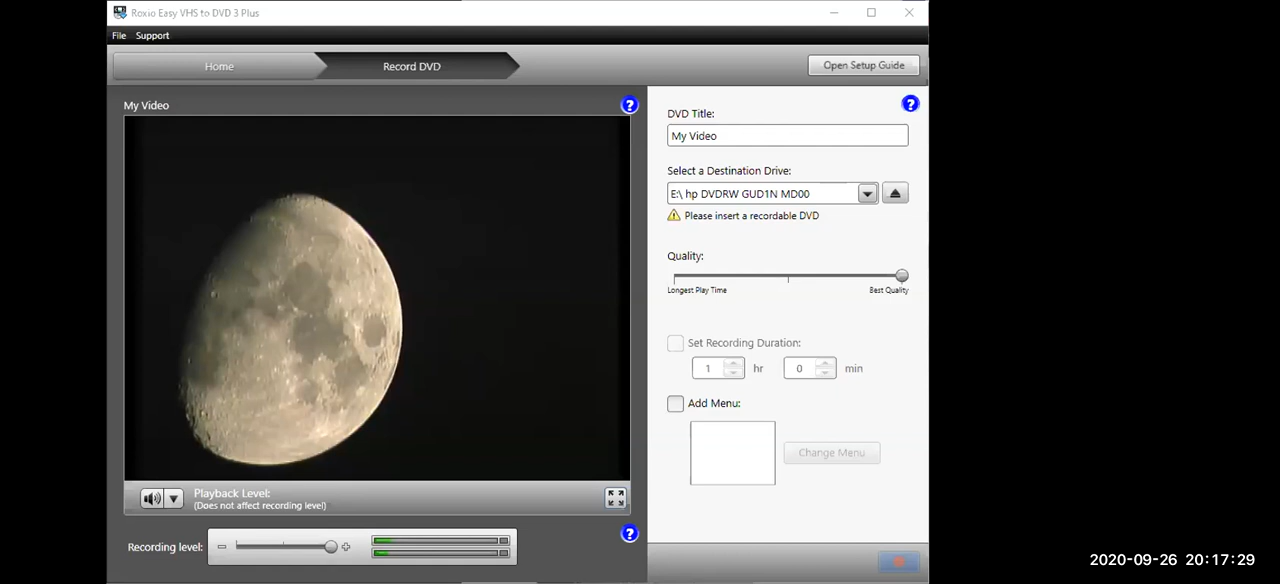 Roxio Easy VHS to DVD 3 Plus
File Support
Home Record DVD Open Setup Guide
My Video ? ?
DVD Title:
My Video
Select a Destination Drive:
E:\ hp DVDRW GUD1N MD00
Please insert a recordable DVD
Quality:
Longest Play Time Best Quality
Set Recording Duration:
1 hr 0 min
Add Menu:
Change Menu
Playback Level:
(Does not affect recording level)
Recording level: ?
2020-09-26 20:17:29